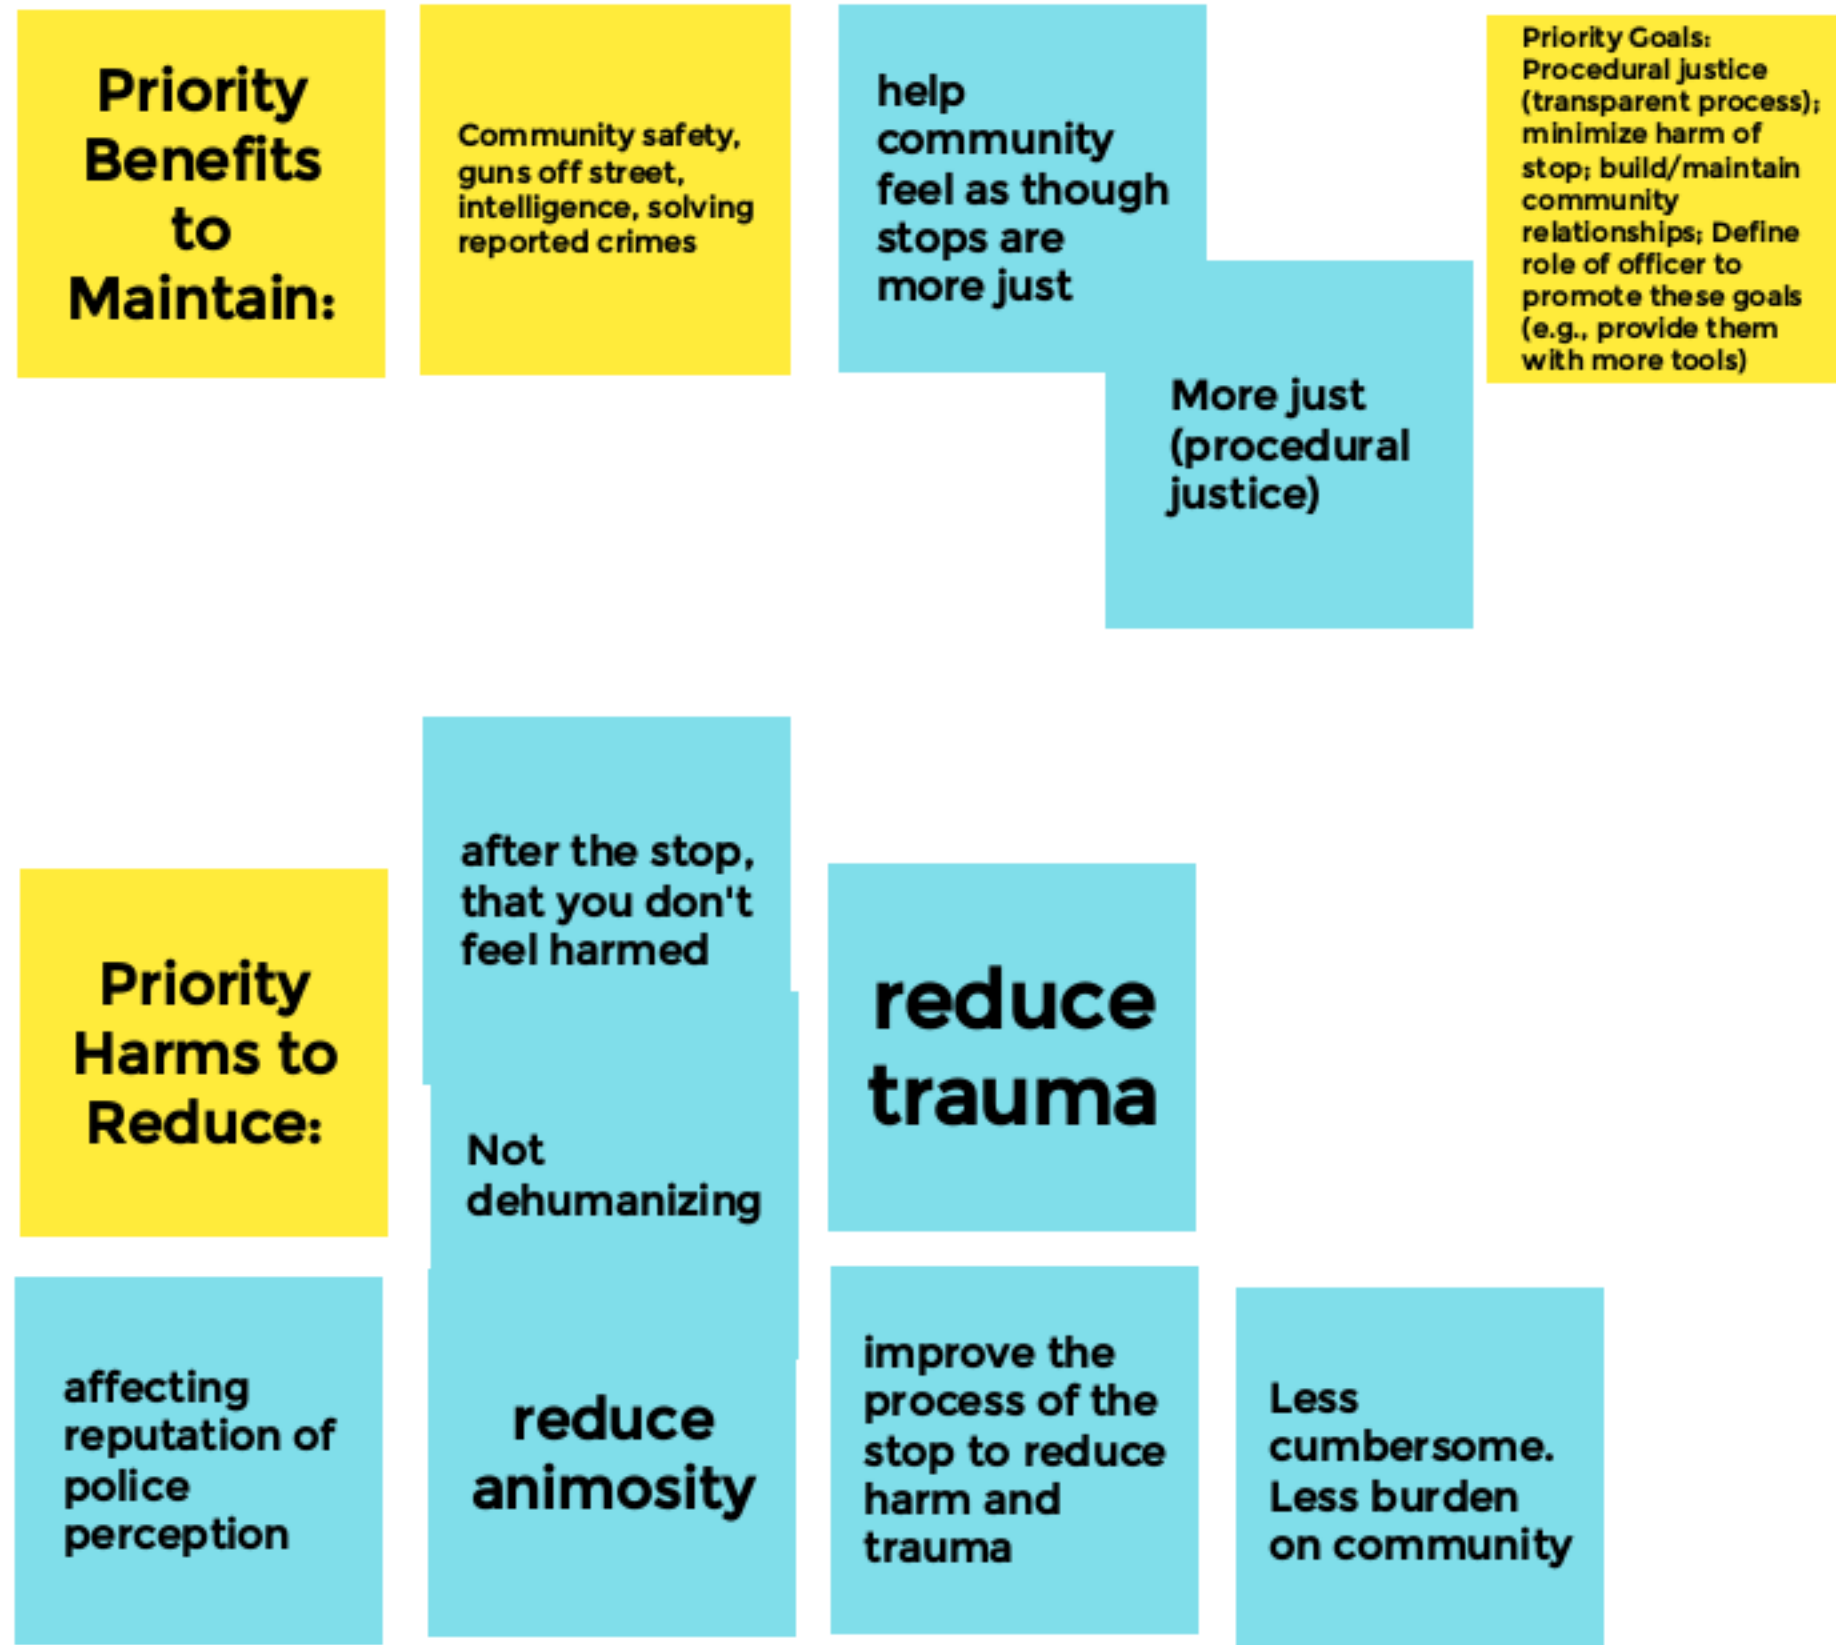 Priority
Benefits
to
Maintain:
Community safety,
guns off street,
intelligence, solving
reported crimes
help
community
feel as though
stops are
more just
More just
(procedural
justice)
Priority Goals:
Procedural justice
(transparent process);
minimize harm of
stop; build/maintain
community
relationships; Define
role of officer to
promote these goals
(e.g., provide them
with more tools)
Priority
Harms to
Reduce:
after the stop,
that you don't
feel harmed
Not
dehumanizing
reduce
trauma
affecting
reputation of
police
perception
reduce
animosity
improve the
process of the
stop to reduce
harm and
trauma
Less
cumbersome.
Less burden
on community